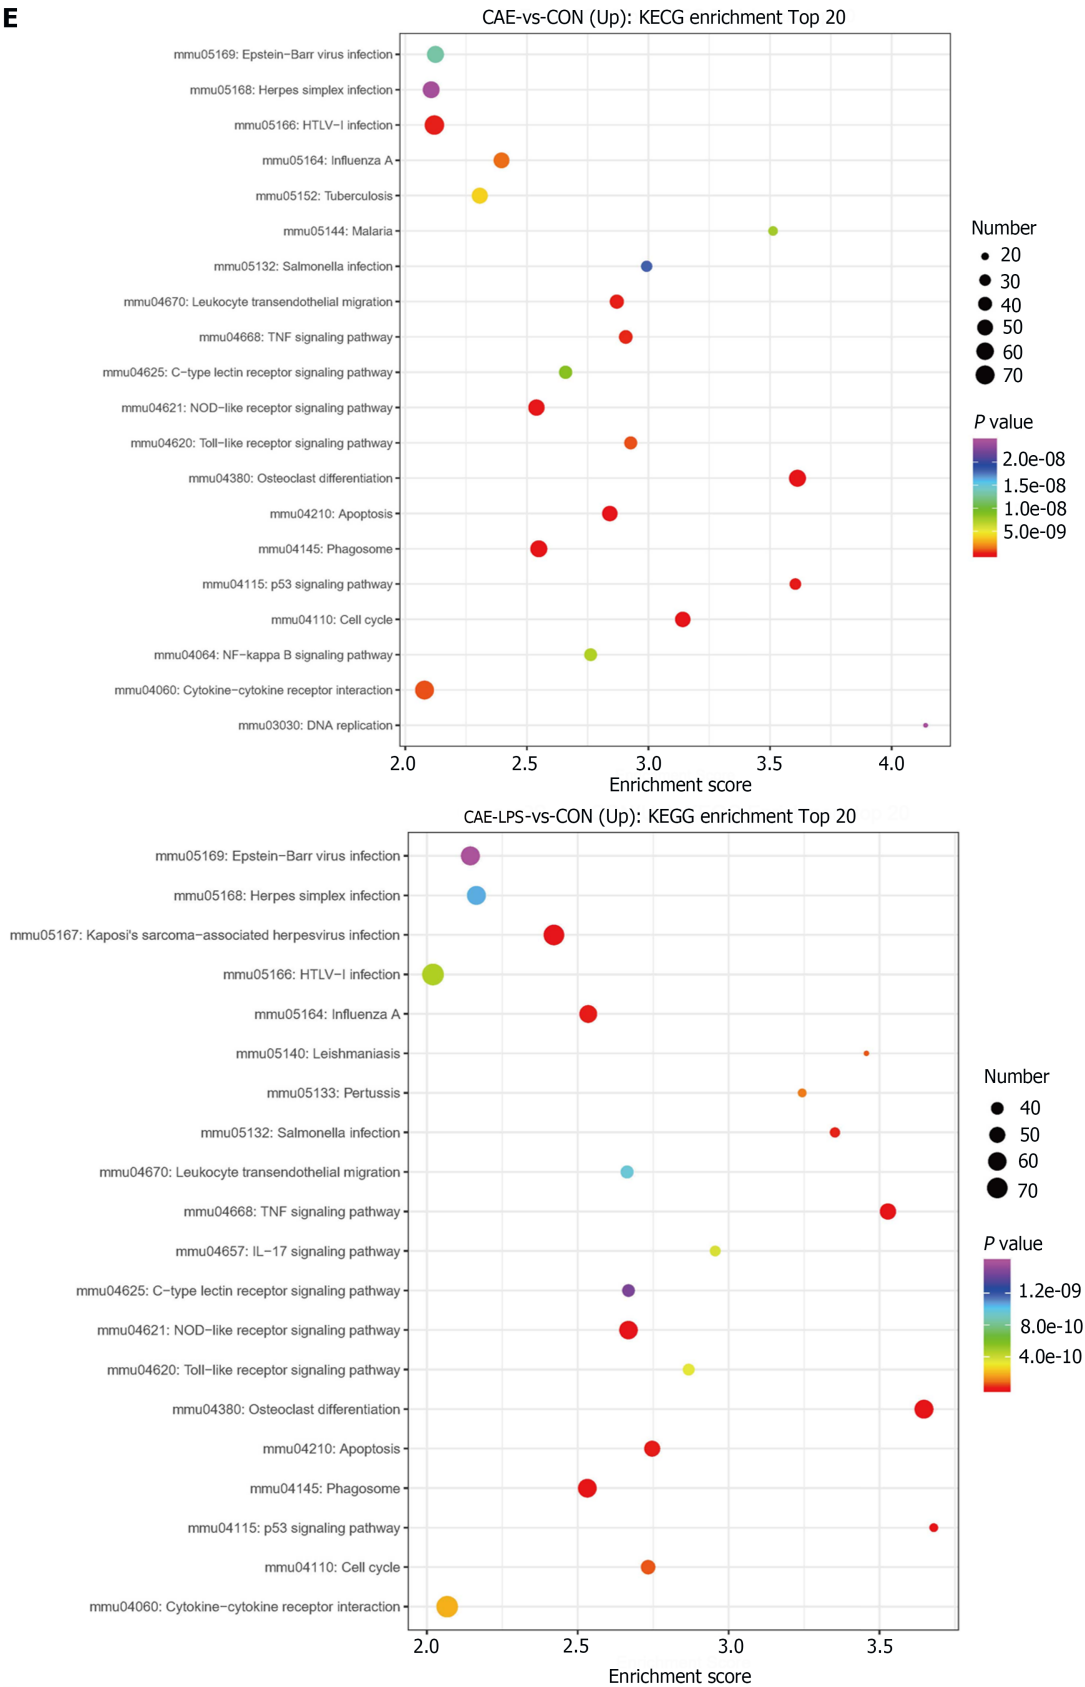 E
CAE-vs-CON (Up): KECG enrichment Top 20
mmu05169: Epstein−Barr virus infection
mmu05168: Herpes simplex infection
mmu05166: HTLV−I infection
mmu05164: Influenza A
mmu05152: Tuberculosis
mmu05144: Malaria
mmu05132: Salmonella infection
mmu04670: Leukocyte transendothelial migration
mmu04668: TNF signaling pathway
mmu04625: C−type lectin receptor signaling pathway
mmu04621: NOD−like receptor signaling pathway
mmu04620: Toll−like receptor signaling pathway
mmu04380: Osteoclast differentiation
mmu04210: Apoptosis
mmu04145: Phagosome
mmu04115: p53 signaling pathway
mmu04110: Cell cycle
mmu04064: NF−kappa B signaling pathway
mmu04060: Cytokine−cytokine receptor interaction
mmu03030: DNA replication
2.0 2.5 3.0 3.5 4.0
Enrichment score
Number
20
30
40
50
60
70
P value
2.0e-08
1.5e-08
1.0e-08
5.0e-09
CAE-LPS-vs-CON (Up): KEGG enrichment Top 20
mmu05169: Epstein−Barr virus infection
mmu05168: Herpes simplex infection
mmu05167: Kaposi's sarcoma−associated herpesvirus infection
mmu05166: HTLV−I infection
mmu05164: Influenza A
mmu05140: Leishmaniasis
mmu05133: Pertussis
mmu05132: Salmonella infection
mmu04670: Leukocyte transendothelial migration
mmu04668: TNF signaling pathway
mmu04657: IL−17 signaling pathway
mmu04625: C−type lectin receptor signaling pathway
mmu04621: NOD−like receptor signaling pathway
mmu04620: Toll−like receptor signaling pathway
mmu04380: Osteoclast differentiation
mmu04210: Apoptosis
mmu04145: Phagosome
mmu04115: p53 signaling pathway
mmu04110: Cell cycle
mmu04060: Cytokine−cytokine receptor interaction
2.0 2.5 3.0 3.5
Enrichment score
Number
40
50
60
70
P value
1.2e-09
8.0e-10
4.0e-10